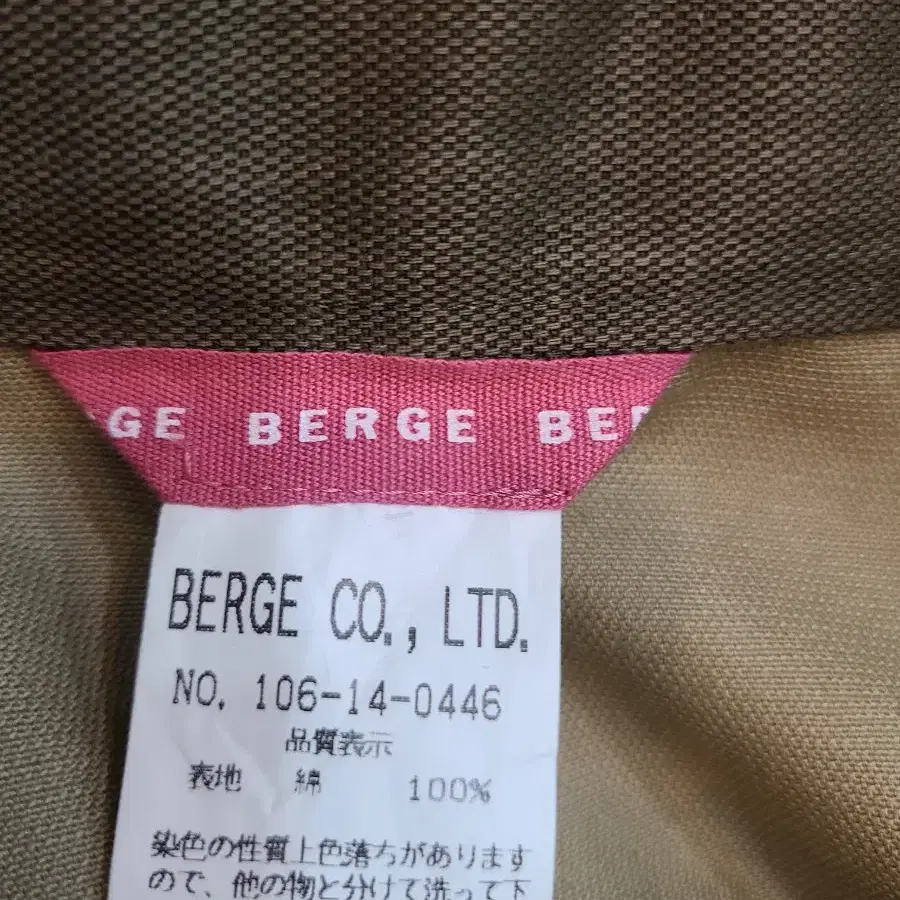 GE BERGE BER
BERGE CO., LTD.
NO. 106-14-0446
品質表示
表地 綿 100%
染色の性質上色落ちがあります
ので、他の物と分けて洗って下